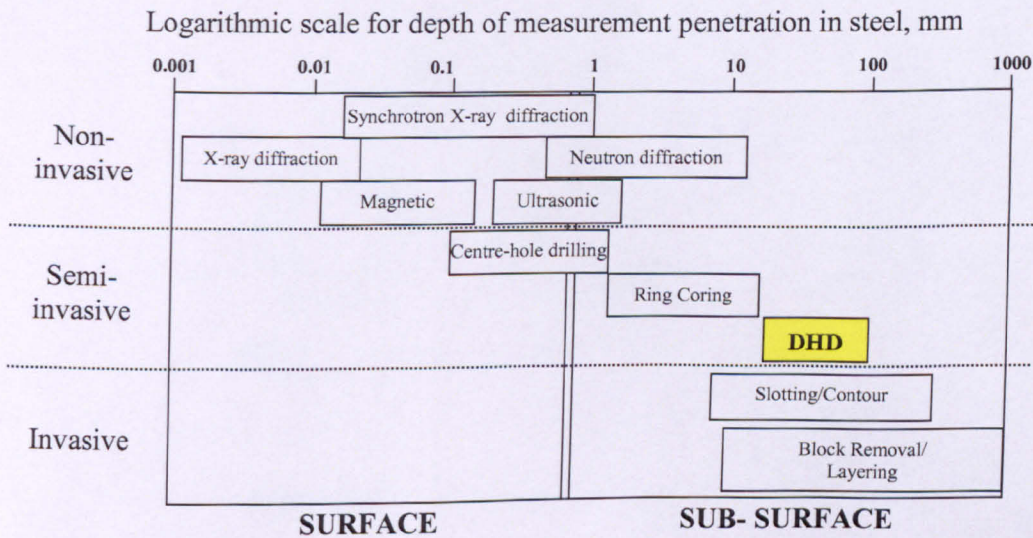 Logarithmic scale for depth of measurement penetration in steel, mm
0.001 0.01 0.1 1 10 100 1000
Non-
invasive
Synchrotron X-ray diffraction
X-ray diffraction
Neutron diffraction
Magnetic
Ultrasonic
Semi-
invasive
Centre-hole drilling
Ring Coring
DHD
Invasive
Slotting/Contour
Block Removal/
Layering
SURFACE
SUB- SURFACE